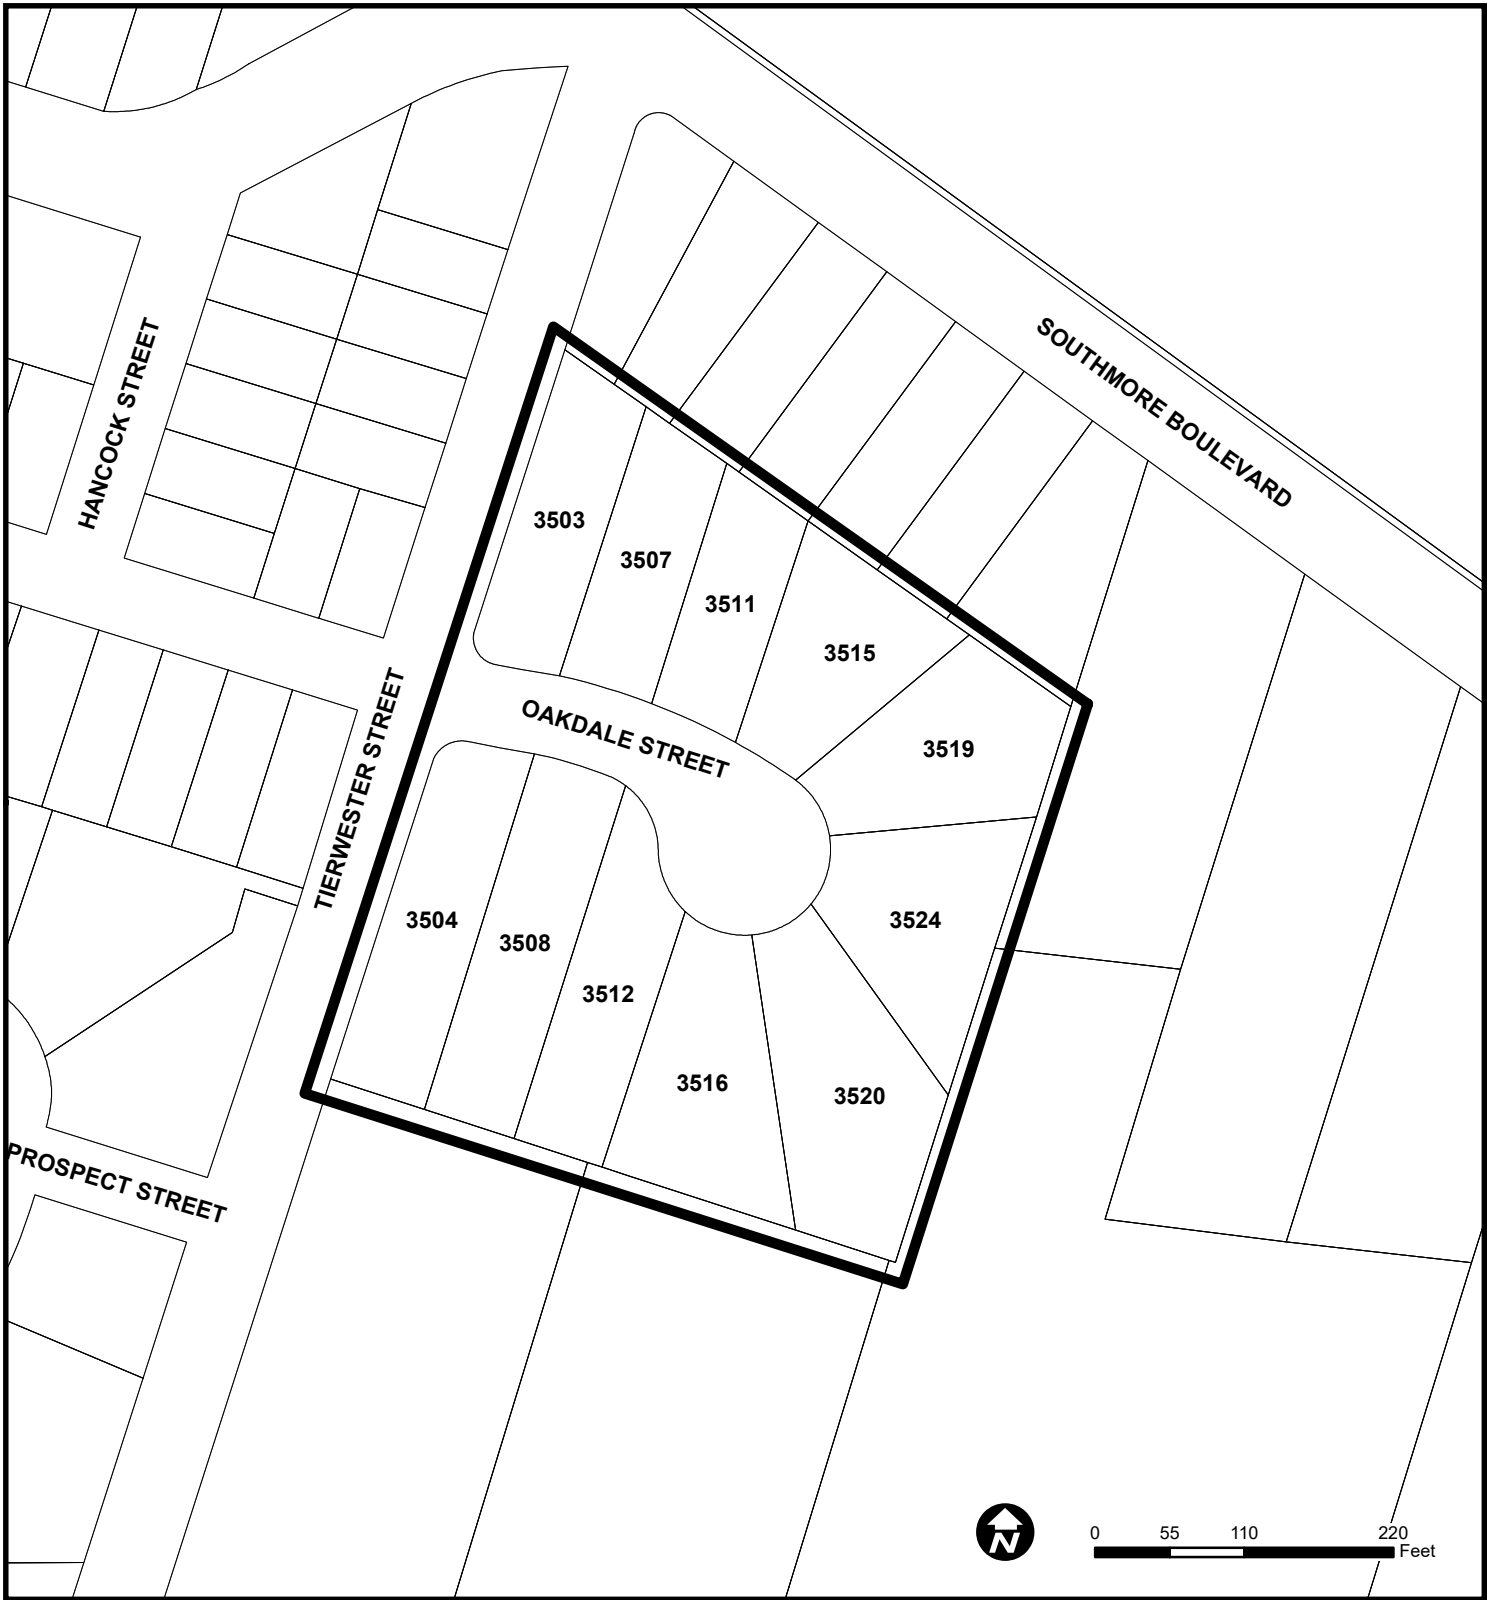 SOUTHMORE BOULEVARD
HANCOCK STREET
3503
3507
3511
3515
OAKDALE STREET
3519
TIERWESTER STREET
3504
3508
3524
3512
3516
3520
PROSPECT STREET
N
0 55 110 220
Feet